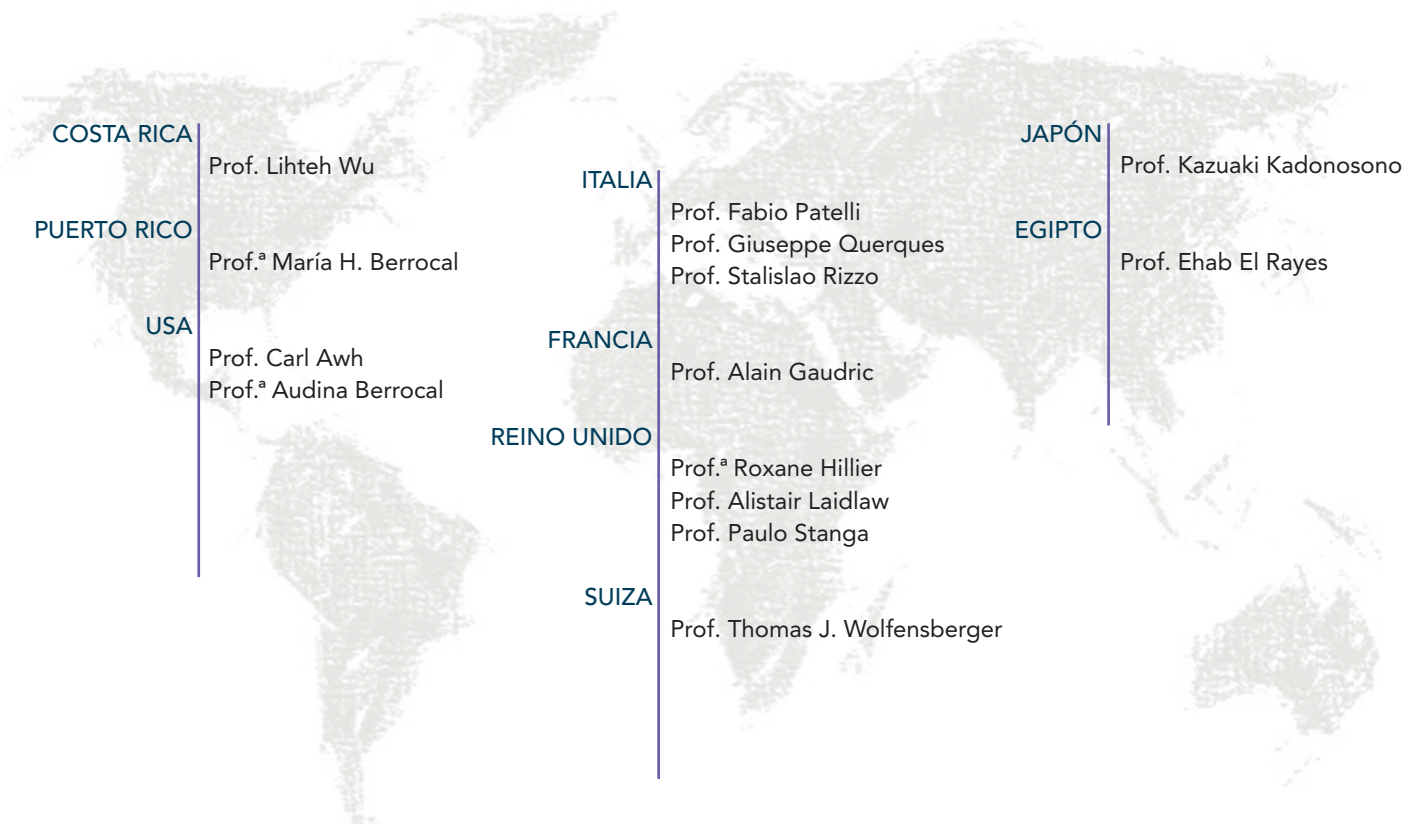 COSTA RICA
Prof. Lihteh Wu
PUERTO RICO
Prof.ª María H. Berrocal
USA
Prof. Carl Awh
Prof.ª Audina Berrocal
ITALIA
Prof. Fabio Patelli
Prof. Giuseppe Querques
Prof. Stalislao Rizzo
FRANCIA
Prof. Alain Gaudric
REINO UNIDO
Prof.ª Roxane Hillier
Prof. Alistair Laidlaw
Prof. Paulo Stanga
SUIZA
Prof. Thomas J. Wolfensberger
JAPÓN
Prof. Kazuaki Kadonosono
EGIPTO
Prof. Ehab El Rayes